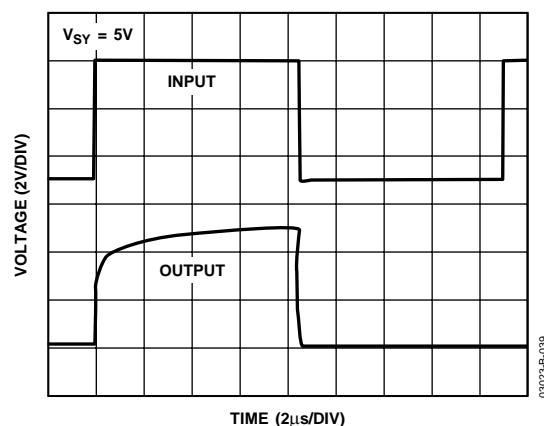 V_SY = 5V
INPUT
OUTPUT
VOLTAGE (2V/DIV)
TIME (2μs/DIV)
03023-B-039